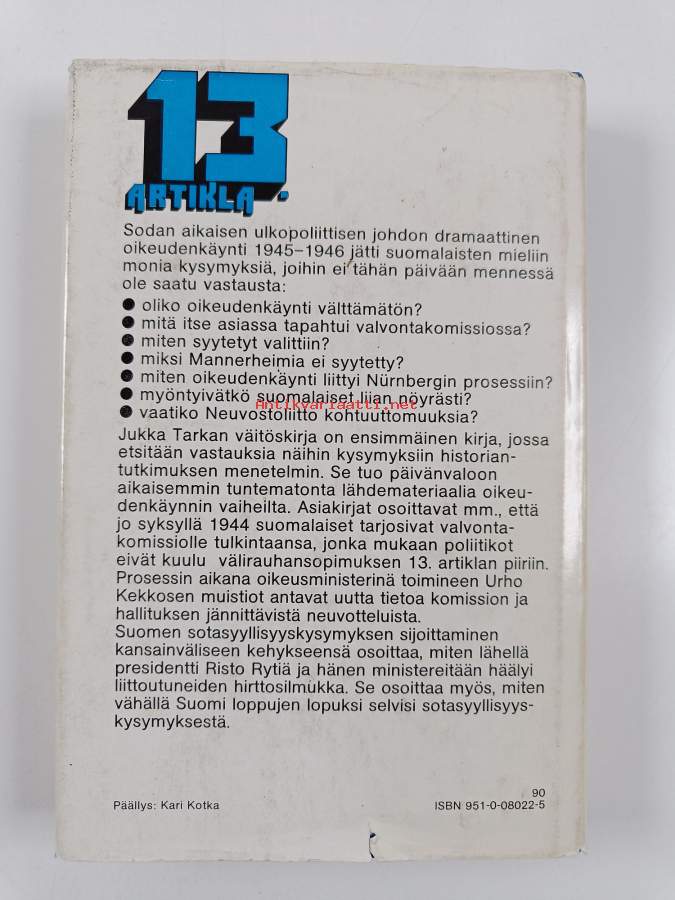 13
ARTIKLA.
Sodan aikaisen ulkopoliittisen johdon dramaattinen
oikeudenkäynti 1945–1946 jätti suomalaisten mieliin
monia kysymyksiä, joihin ei tähän päivään mennessä
ole saatu vastausta:
● oliko oikeudenkäynti välttämätön?
● mitä itse asiassa tapahtui valvontakomissiossa?
● miten syytetyt valittiin?
● miksi Mannerheimia ei syytetty?
● miten oikeudenkäynti liittyi Nürnbergin prosessiin?
● myöntyivätkö suomalaiset liian nöyrästi?
Antikvariaatti.net
● vaatiko Neuvostoliitto kohtuuttomuuksia?
Jukka Tarkan väitöskirja on ensimmäinen kirja, jossa
etsitään vastauksia näihin kysymyksiin historian-
tutkimuksen menetelmin. Se tuo päivänvaloon
aikaisemmin tuntematonta lähdemateriaalia oikeu-
denkäynnin vaiheilta. Asiakirjat osoittavat mm., että
jo syksyllä 1944 suomalaiset tarjosivat valvonta-
komissiolle tulkintaansa, jonka mukaan poliitikot
eivät kuulu välirauhansopimuksen 13. artiklan piiriin.
Prosessin aikana oikeusministerinä toimineen Urho
Kekkosen muistiot antavat uutta tietoa komission ja
hallituksen jännittävistä neuvotteluista.
Suomen sotasyyllisyyskysymyksen sijoittaminen
kansainväliseen kehykseensä osoittaa, miten lähellä
presidentti Risto Rytiä ja hänen ministereitään häälyi
liittoutuneiden hirttosilmukka. Se osoittaa myös, miten
vähällä Suomi loppujen lopuksi selvisi sotasyyllisyys-
kysymyksestä.
90
Päällys: Kari Kotka ISBN 951-0-08022-5